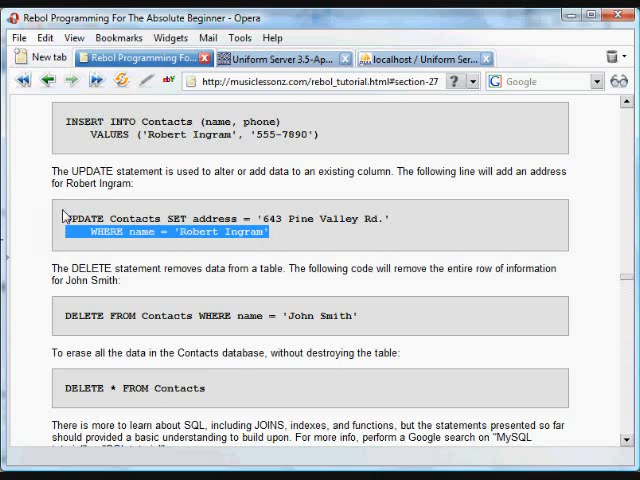 Rebol Programming For The Absolute Beginner - Opera
File Edit View Bookmarks Widgets Mail Tools Help
New tab Rebol Programming Fo... Uniform Server 3.5-Ap... localhost / Uniform Ser...
http://musiclessonz.com/rebol_tutorial.html#section-27 ? Google
INSERT INTO Contacts (name, phone)
VALUES ('Robert Ingram', '555-7890')
The UPDATE statement is used to alter or add data to an existing column. The following line will add an address
for Robert Ingram:
UPDATE Contacts SET address = '643 Pine Valley Rd.'
WHERE name = 'Robert Ingram'
The DELETE statement removes data from a table. The following code will remove the entire row of information
for John Smith:
DELETE FROM Contacts WHERE name = 'John Smith'
To erase all the data in the Contacts database, without destroying the table:
DELETE * FROM Contacts
There is more to learn about SQL, including JOINS, indexes, and functions, but the statements presented so far
should provided a basic understanding to build upon. For more info, perform a Google search on "MySQL